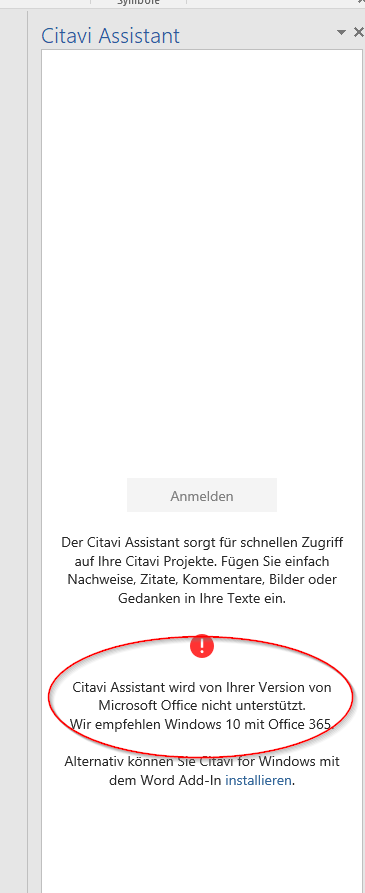 Symbole
Citavi Assistant
Anmelden
Der Citavi Assistant sorgt für schnellen Zugriff
auf Ihre Citavi Projekte. Fügen Sie einfach
Nachweise, Zitate, Kommentare, Bilder oder
Gedanken in Ihre Texte ein.
Citavi Assistant wird von Ihrer Version von
Microsoft Office nicht unterstützt.
Wir empfehlen Windows 10 mit Office 365.
Alternativ können Sie Citavi for Windows mit
dem Word Add-In installieren.